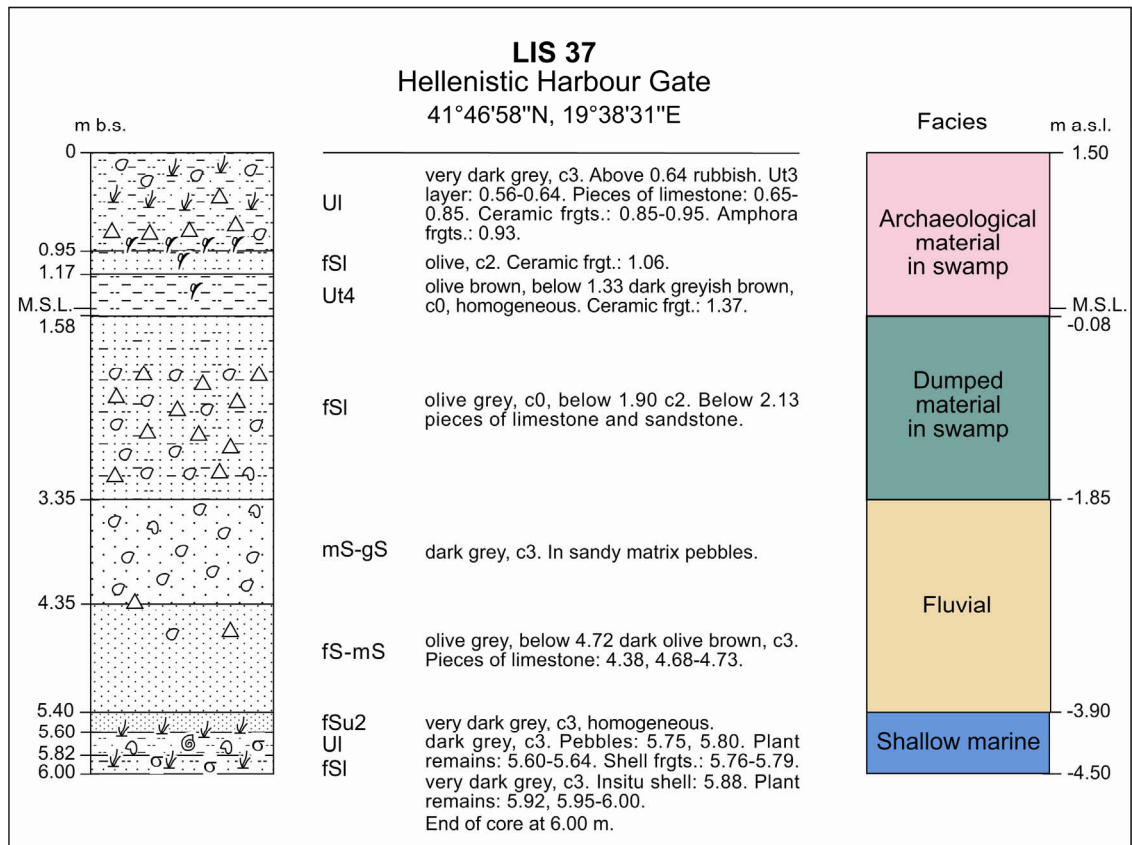 LIS 37
Hellenistic Harbour Gate
41°46'58"N, 19°38'31"E
m b.s.
Facies
m a.s.l.
0
1.50
Ul
very dark grey, c3. Above 0.64 rubbish. Ut3
layer: 0.56-0.64. Pieces of limestone: 0.65-
0.85. Ceramic frgts.: 0.85-0.95. Amphora
frgts.: 0.93.
Archaeological
material
in swamp
0.95
fSl
olive, c2. Ceramic frgt.: 1.06.
1.17
Ut4
olive brown, below 1.33 dark greyish brown,
c0, homogeneous. Ceramic frgt.: 1.37.
M.S.L.
M.S.L.
1.58
-0.08
fSl
olive grey, c0, below 1.90 c2. Below 2.13
pieces of limestone and sandstone.
Dumped
material
in swamp
3.35
-1.85
mS-gS
dark grey, c3. In sandy matrix pebbles.
Fluvial
4.35
fS-mS
olive grey, below 4.72 dark olive brown, c3.
Pieces of limestone: 4.38, 4.68-4.73.
5.40
-3.90
fSu2
very dark grey, c3, homogeneous.
5.60
Ul
dark grey, c3. Pebbles: 5.75, 5.80. Plant
remains: 5.60-5.64. Shell frgts.: 5.76-5.79.
Shallow marine
5.82
fSl
very dark grey, c3. Insitu shell: 5.88. Plant
remains: 5.92, 5.95-6.00.
6.00
-4.50
End of core at 6.00 m.